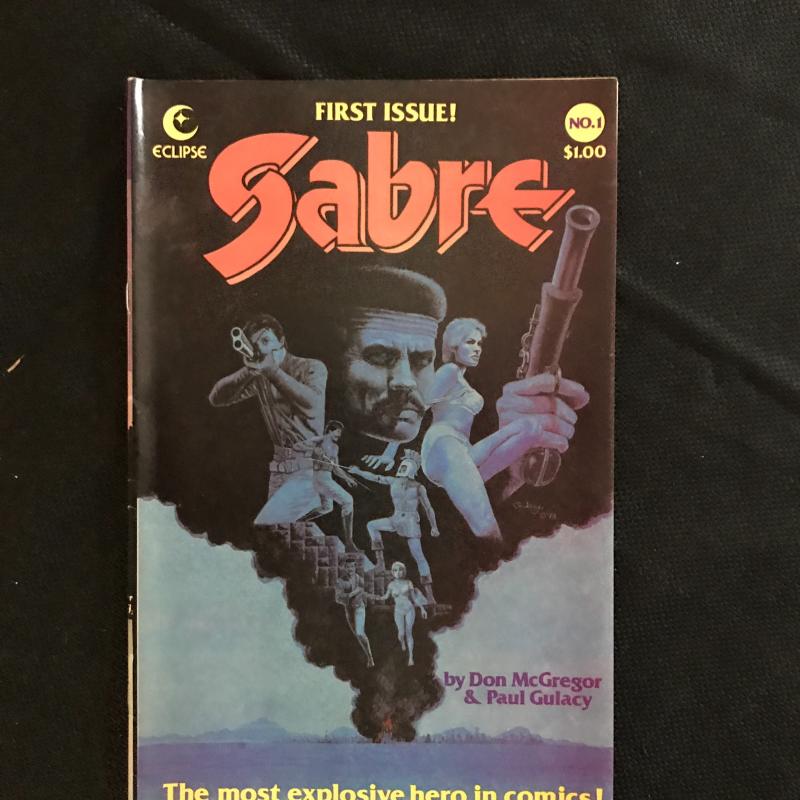 FIRST ISSUE!
NO.1
ECLIPSE
$1.00
Sabre
by Don McGregor
& Paul Gulacy
The most explosive hero in comics!